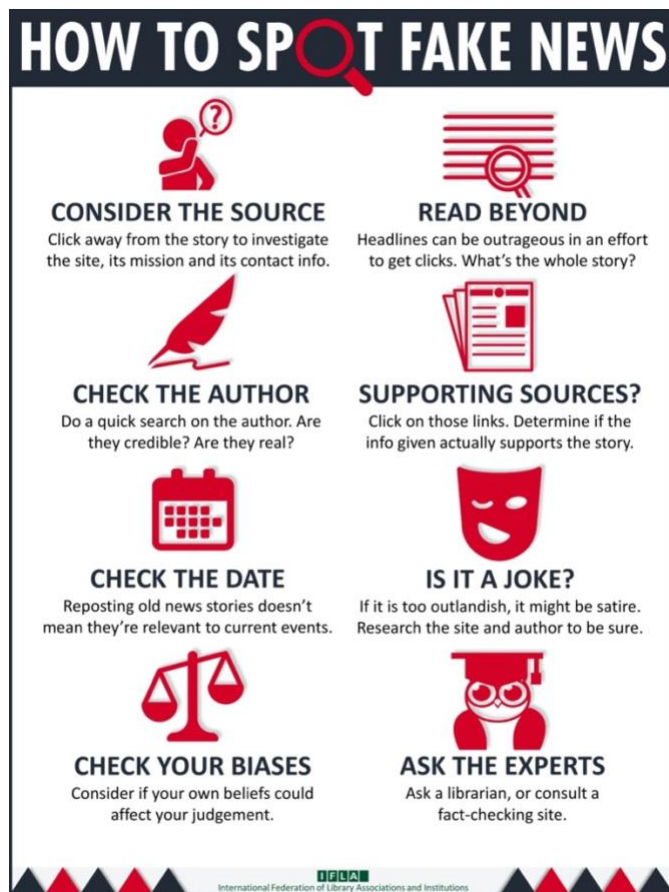 HOW TO SPOT FAKE NEWS
?
CONSIDER THE SOURCE
Click away from the story to investigate
the site, its mission and its contact info.
READ BEYOND
Headlines can be outrageous in an effort
to get clicks. What's the whole story?
CHECK THE AUTHOR
Do a quick search on the author. Are
they credible? Are they real?
SUPPORTING SOURCES?
Click on those links. Determine if the
info given actually supports the story.
CHECK THE DATE
Reposting old news stories doesn't
mean they're relevant to current events.
IS IT A JOKE?
If it is too outlandish, it might be satire.
Research the site and author to be sure.
CHECK YOUR BIASES
Consider if your own beliefs could
affect your judgement.
ASK THE EXPERTS
Ask a librarian, or consult a
fact-checking site.
IFLA
International Federation of Library Associations and Institutions